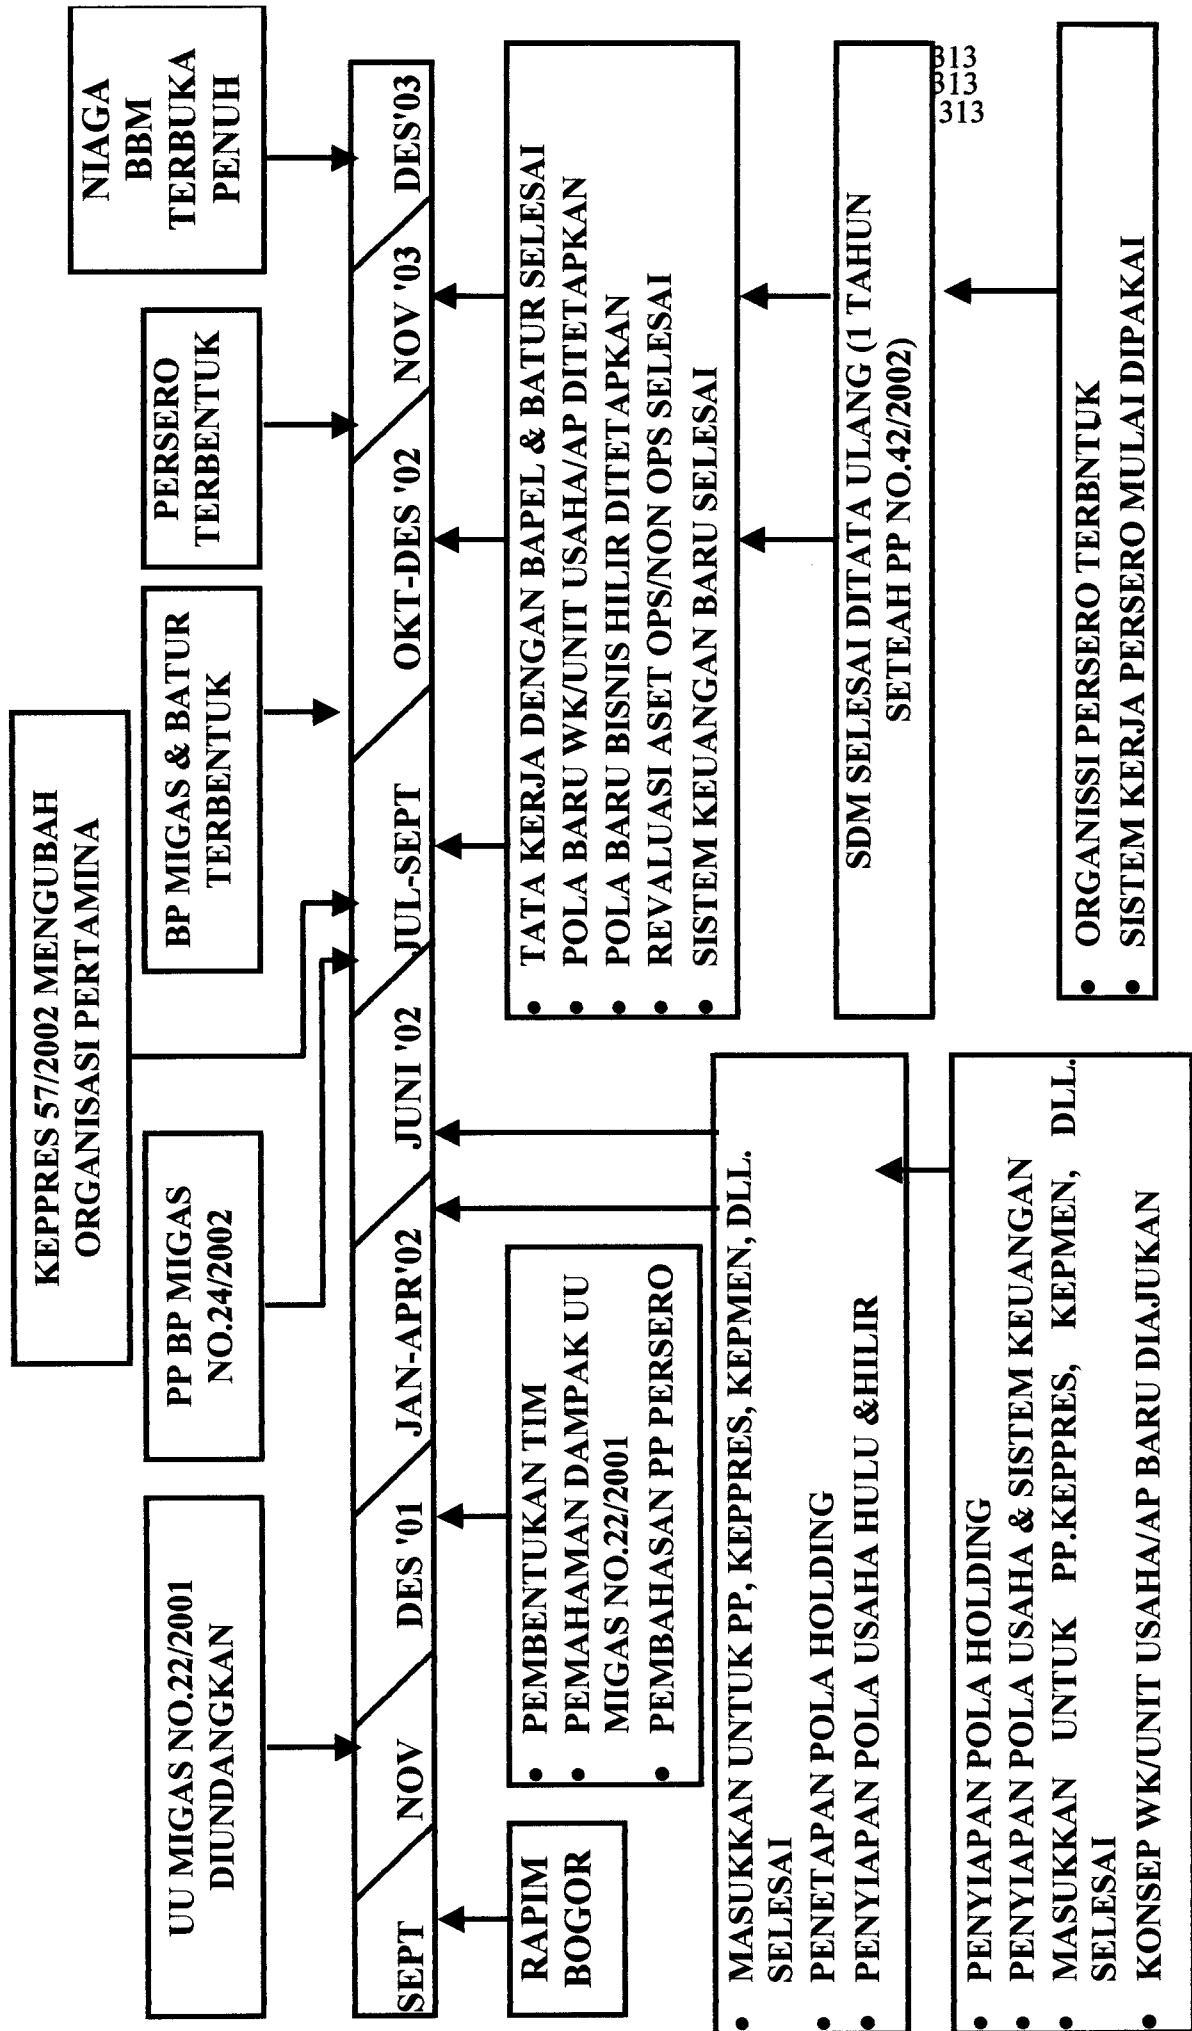 KEPPRES 57/2002 MENGUBAH
ORGANISASI PERTAMINA
UU MIGAS NO.22/2001
DIUNDANGKAN
PP BP MIGAS
NO.24/2002
BP MIGAS & BATUR
TERBENTUK
PERSERO
TERBENTUK
NIAGA
BBM
TERBUKA
PENUH
SEPT
NOV
DES '01
JAN-APR'02
JUNI '02
JUL-SEPT
OKT-DES '02
NOV '03
DES'03
RAPIM
BOGOR
• PEMBENTUKAN TIM
• PEMAHAMAN DAMPAK UU
MIGAS NO.22/2001
• PEMBAHASAN PP PERSERO
• TATA KERJA DENGAN BAPEL & BATUR SELESAI
• POLA BARU WK/UNIT USAHA/AP DITETAPKAN
• POLA BARU BISNIS HILIR DITETAPKAN
• REVALUASI ASET OPS/NON OPS SELESAI
• SISTEM KEUANGAN BARU SELESAI
• MASUKKAN UNTUK PP, KEPPRES, KEPMEN, DLL.
SELESAI
• PENETAPAN POLA HOLDING
• PENYIAPAN POLA USAHA HULU &HILIR
SDM SELESAI DITATA ULANG (1 TAHUN
SETEAH PP NO.42/2002)
313
313
313
• PENYIAPAN POLA HOLDING
• PENYIAPAN POLA USAHA & SISTEM KEUANGAN
• MASUKKAN UNTUK PP.KEPPRES, KEPMEN, DLL.
SELESAI
• KONSEP WK/UNIT USAHA/AP BARU DIAJUKAN
• ORGANISSI PERSERO TERBNTUK
• SISTEM KERJA PERSERO MULAI DIPAKAI